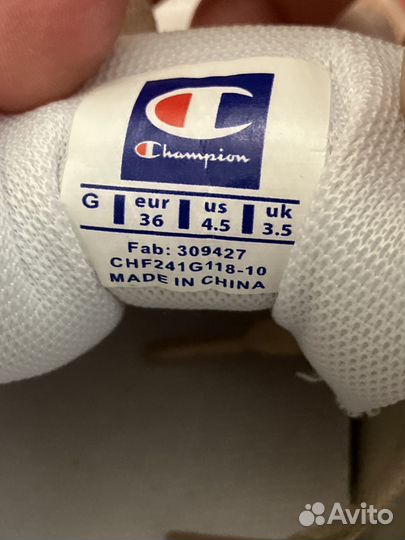 Champion
G eur 36 us 4.5 uk 3.5
Fab: 309427
CHF241G118-10
MADE IN CHINA
Avito